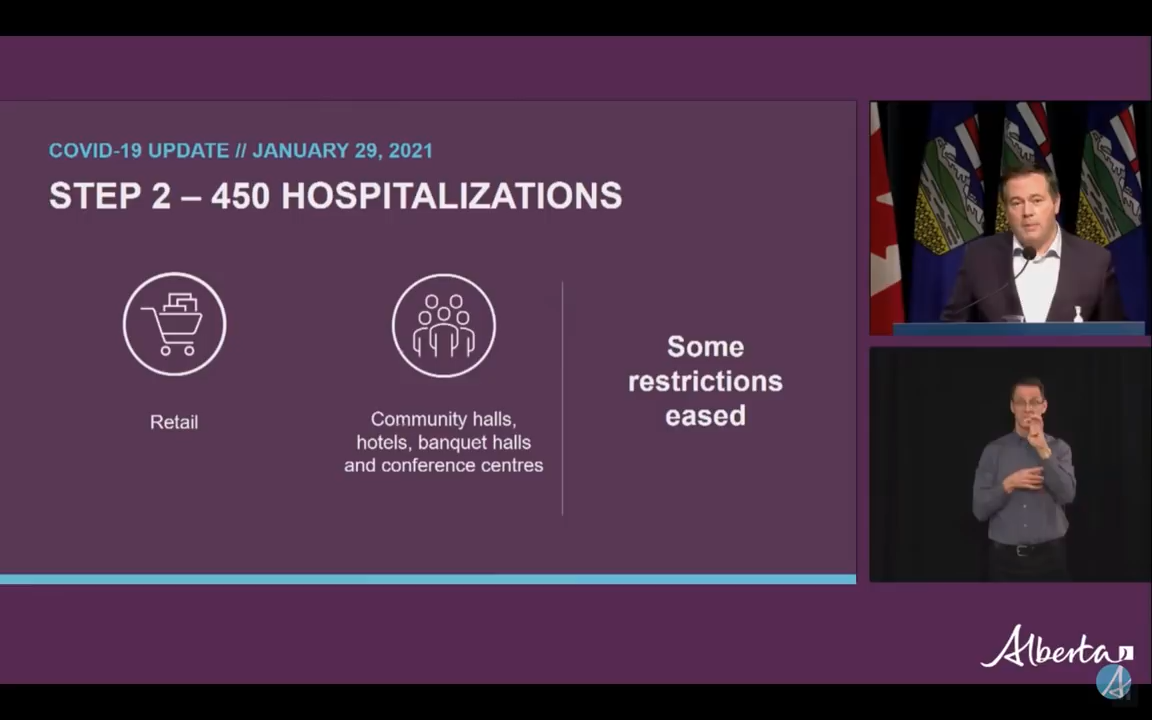 COVID-19 UPDATE // JANUARY 29, 2021
STEP 2 – 450 HOSPITALIZATIONS
Retail
Community halls,
hotels, banquet halls
and conference centres
Some
restrictions
eased
Alberta